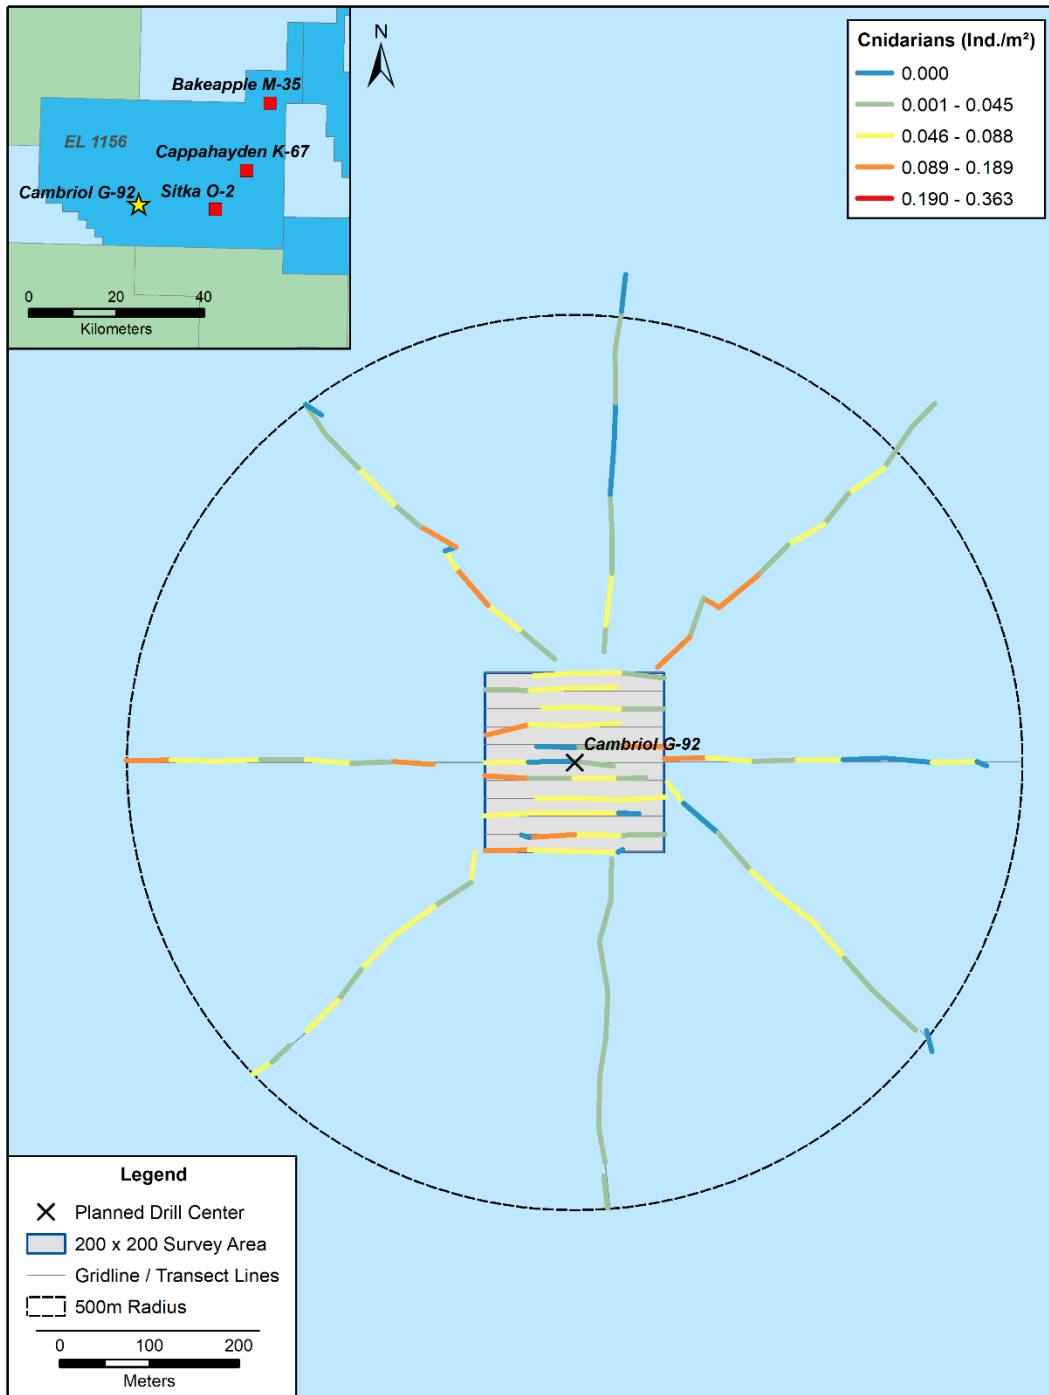 Bakeapple M-35
EL 1156
Cappahayden K-67
Cambriol G-92
Sitka O-2
0 20 40
Kilometers
N
Cnidarians (Ind./m²)
0.000
0.001 - 0.045
0.046 - 0.088
0.089 - 0.189
0.190 - 0.363
Cambriol G-92
Legend
Planned Drill Center
200 x 200 Survey Area
Gridline / Transect Lines
500m Radius
0 100 200
Meters